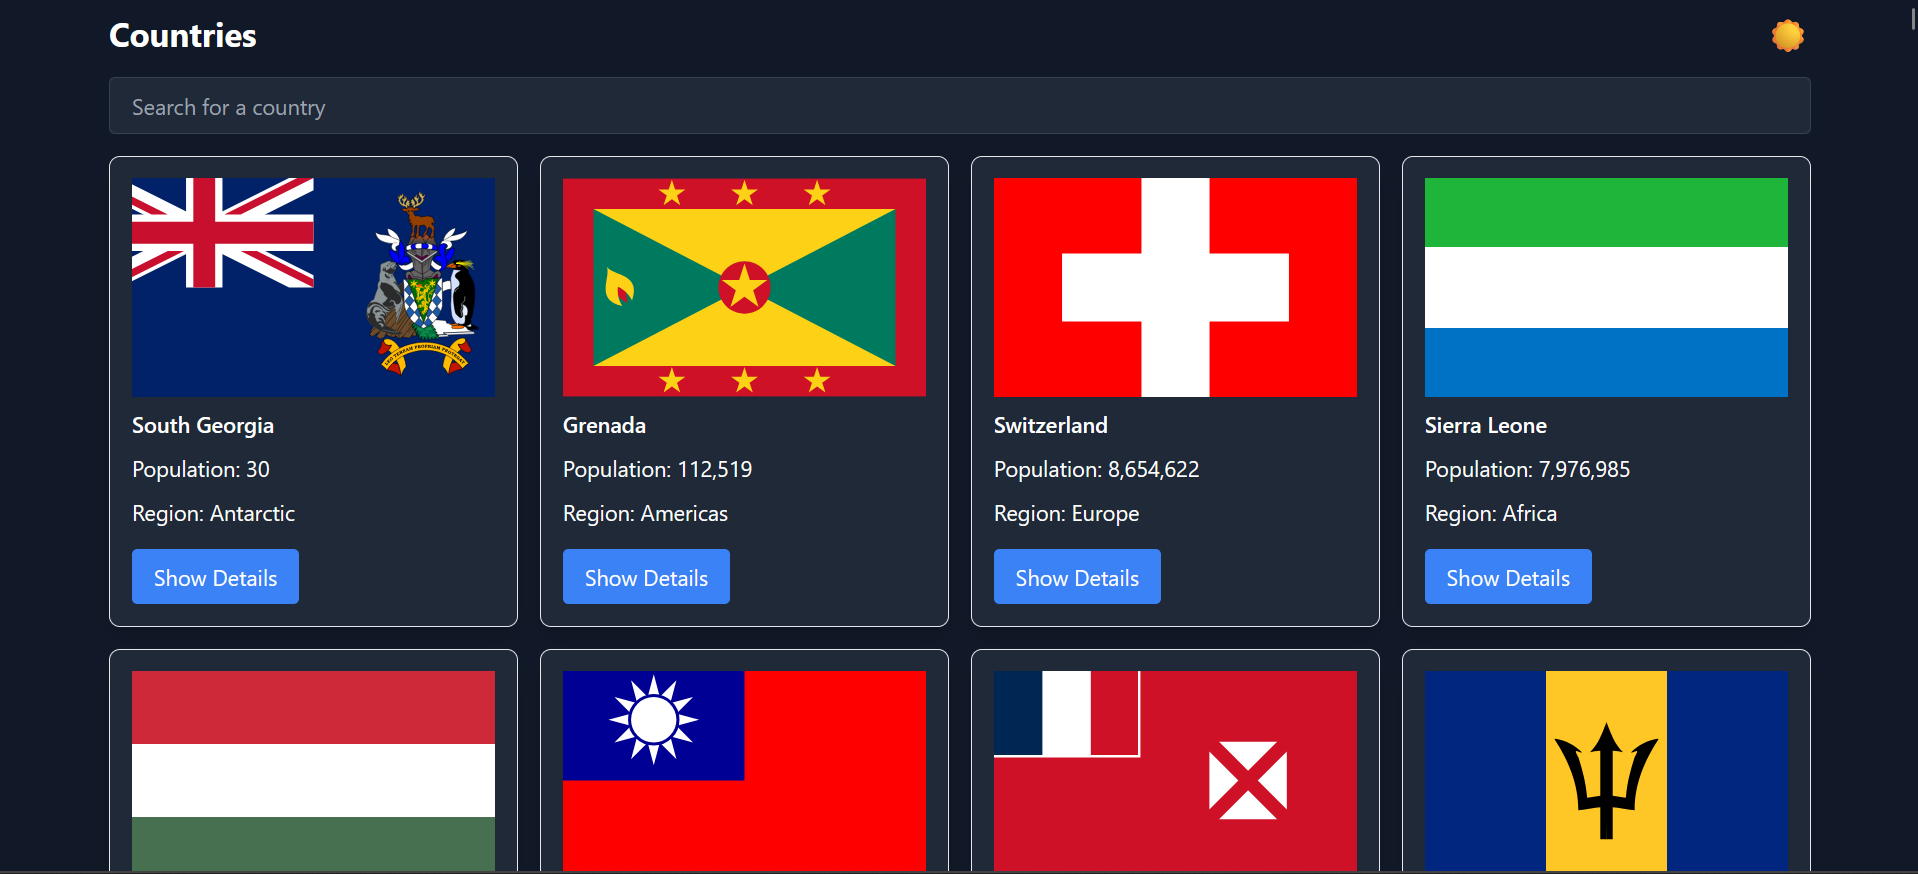 Countries
Search for a country
South Georgia
Population: 30
Region: Antarctic
Show Details
Grenada
Population: 112,519
Region: Americas
Show Details
Switzerland
Population: 8,654,622
Region: Europe
Show Details
Sierra Leone
Population: 7,976,985
Region: Africa
Show Details